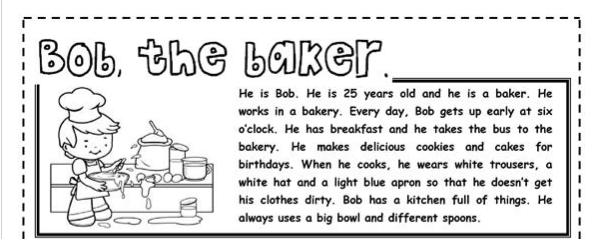 Bob, the baker.
He is Bob. He is 25 years old and he is a baker. He
works in a bakery. Every day, Bob gets up early at six
o'clock. He has breakfast and he takes the bus to the
bakery. He makes delicious cookies and cakes for
birthdays. When he cooks, he wears white trousers, a
white hat and a light blue apron so that he doesn't get
his clothes dirty. Bob has a kitchen full of things. He
always uses a big bowl and different spoons.